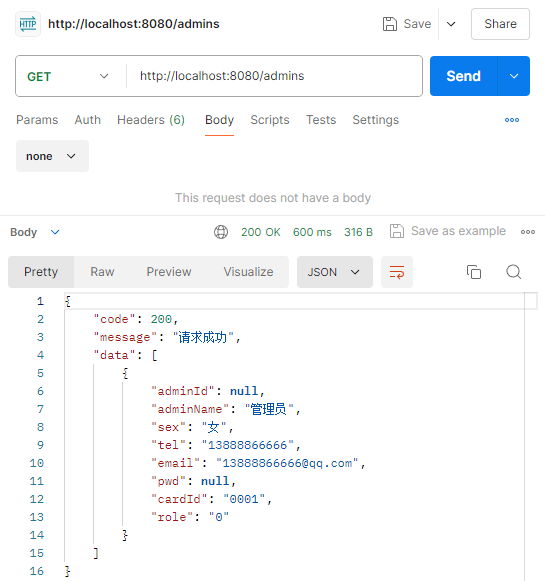 HTTP http://localhost:8080/admins Save Share
GET http://localhost:8080/admins Send
Params Auth Headers (6) Body Scripts Tests Settings
none
This request does not have a body
Body 200 OK 600 ms 316 B Save as example
Pretty Raw Preview Visualize JSON
1 {
2 "code": 200,
3 "message": "请求成功",
4 "data": [
5 {
6 "adminId": null,
7 "adminName": "管理员",
8 "sex": "女",
9 "tel": "13888866666",
10 "email": "13888866666@qq.com",
11 "pwd": null,
12 "cardId": "0001",
13 "role": "0"
14 }
15 ]
16 }